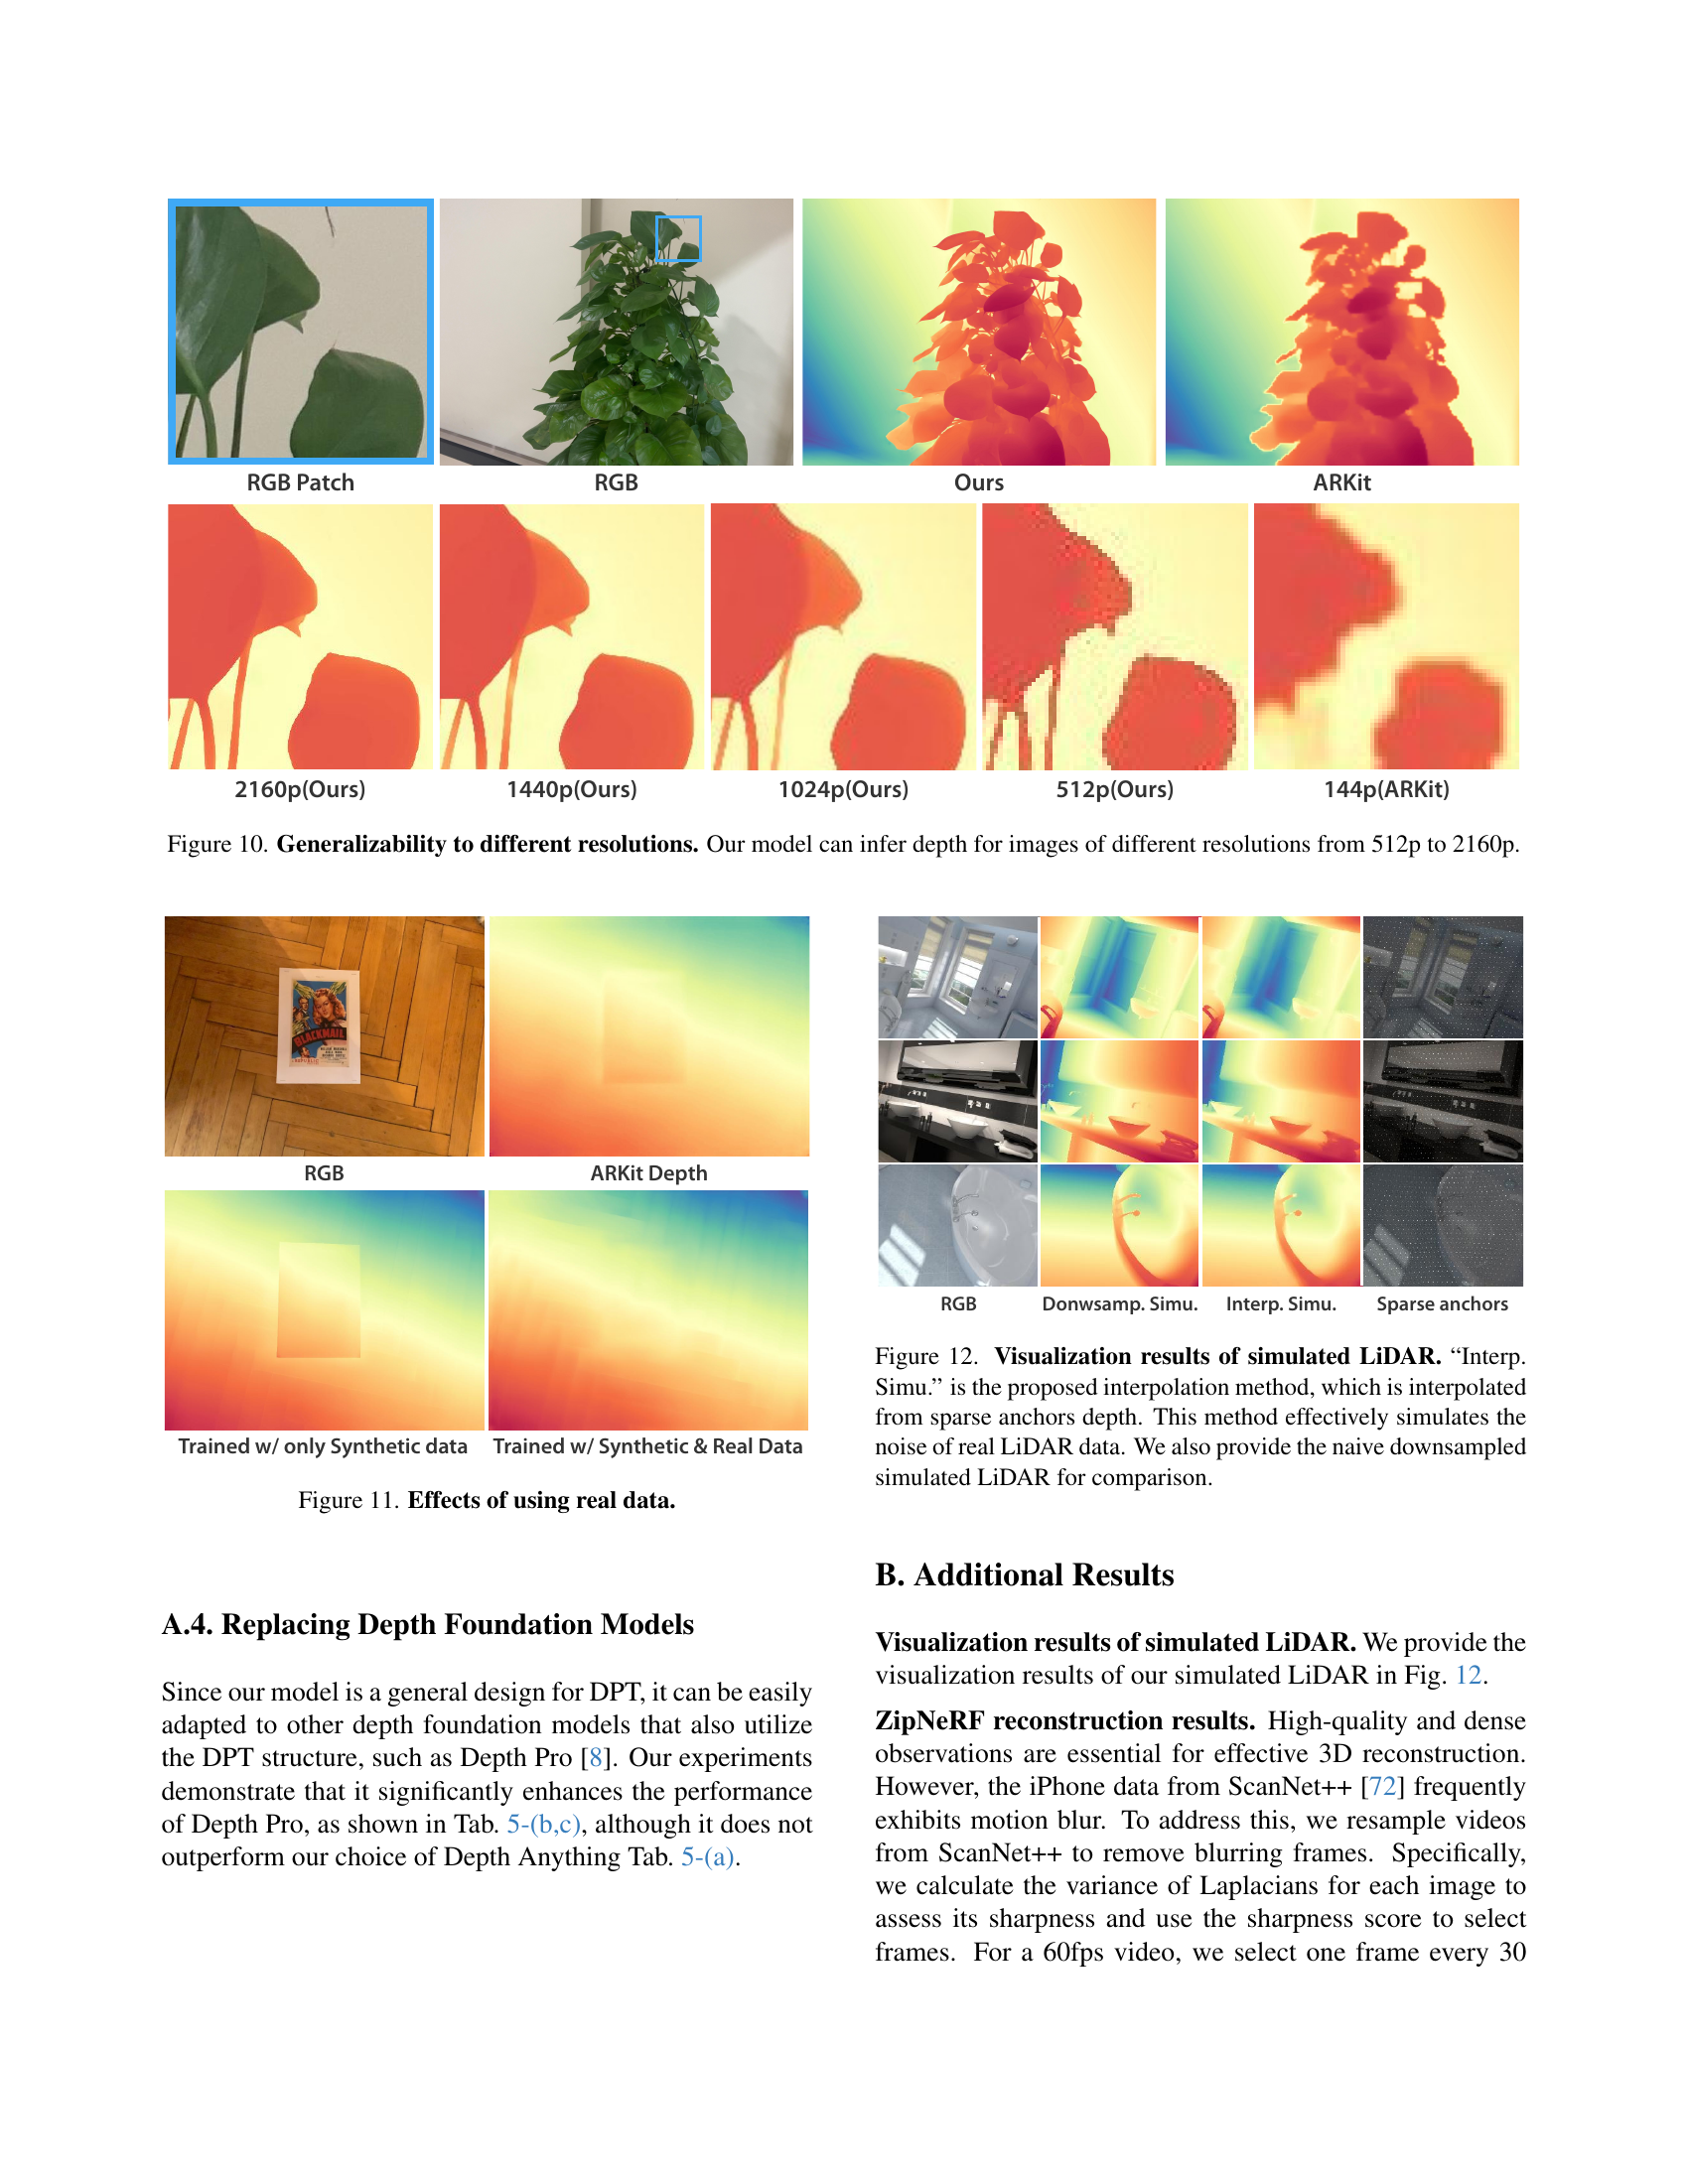 RGB Patch
RGB
Ours
ARKit
2160p(Ours)
1440p(Ours)
1024p(Ours)
512p(Ours)
144p(ARKit)
Figure 10. Generalizability to different resolutions. Our model can infer depth for images of different resolutions from 512p to 2160p.
BLACKMAIL
RGB
ARKit Depth
Trained w/ only Synthetic data
Trained w/ Synthetic & Real Data
Figure 11. Effects of using real data.
A.4. Replacing Depth Foundation Models
Since our model is a general design for DPT, it can be easily
adapted to other depth foundation models that also utilize
the DPT structure, such as Depth Pro [8]. Our experiments
demonstrate that it significantly enhances the performance
of Depth Pro, as shown in Tab. 5-(b,c), although it does not
outperform our choice of Depth Anything Tab. 5-(a).
RGB
Donwsamp. Simu.
Interp. Simu.
Sparse anchors
Figure 12. Visualization results of simulated LiDAR. “Interp.
Simu.” is the proposed interpolation method, which is interpolated
from sparse anchors depth. This method effectively simulates the
noise of real LiDAR data. We also provide the naive downsampled
simulated LiDAR for comparison.
B. Additional Results
Visualization results of simulated LiDAR. We provide the
visualization results of our simulated LiDAR in Fig. 12.
ZipNeRF reconstruction results. High-quality and dense
observations are essential for effective 3D reconstruction.
However, the iPhone data from ScanNet++ [72] frequently
exhibits motion blur. To address this, we resample videos
from ScanNet++ to remove blurring frames. Specifically,
we calculate the variance of Laplacians for each image to
assess its sharpness and use the sharpness score to select
frames. For a 60fps video, we select one frame every 30